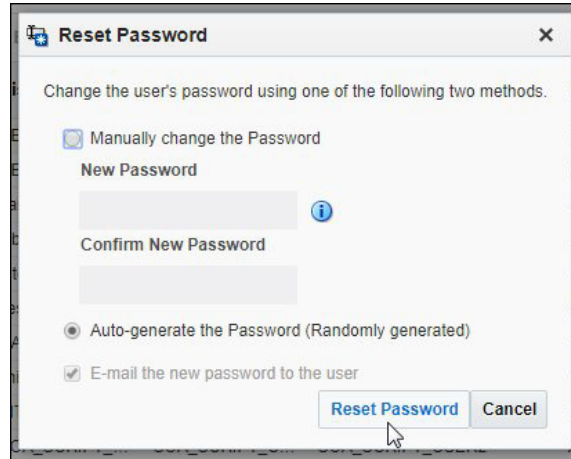 Reset Password
Change the user's password using one of the following two methods.
Manually change the Password
New Password
Confirm New Password
Auto-generate the Password (Randomly generated)
E-mail the new password to the user
Reset Password Cancel